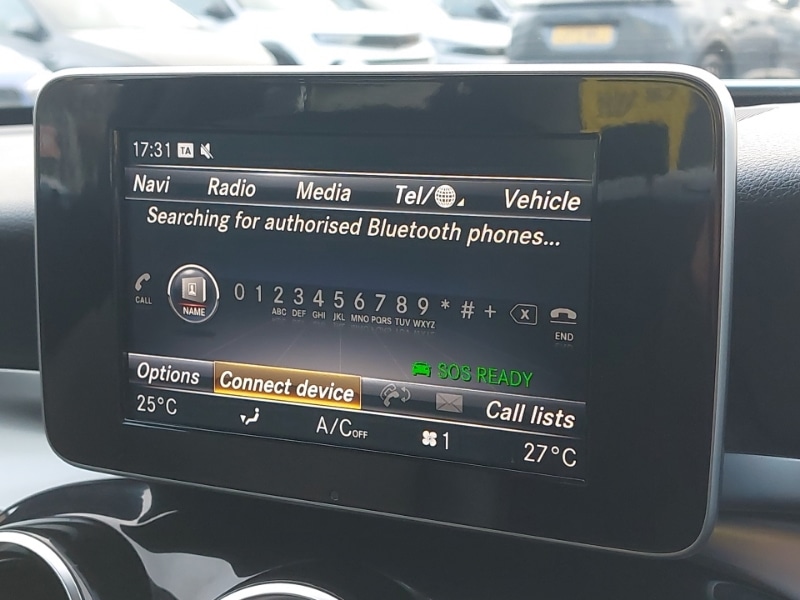 17:31 TA
Navi Radio Media Tel/ Vehicle
Searching for authorised Bluetooth phones...
CALL NAME 0 1 2 3 4 5 6 7 8 9 * # + X END
ABC DEF GHI JKL MNO PQRS TUV WXYZ
SOS READY
Options Connect device Call lists
25°C A/C OFF 1 27°C